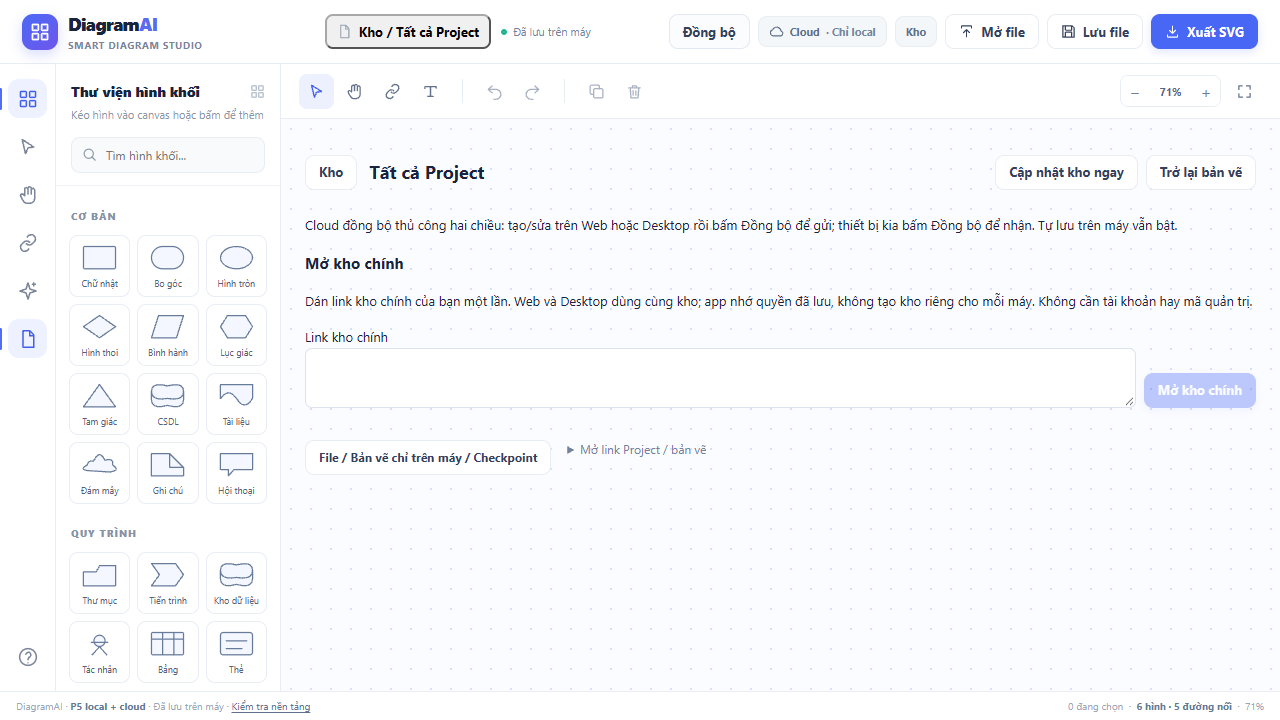 DiagramAI
SMART DIAGRAM STUDIO
Kho / Tất cả Project
Đã lưu trên máy
Đồng bộ
Cloud · Chỉ local
Kho
Mở file
Lưu file
Xuất SVG
Thư viện hình khối
Kéo hình vào canvas hoặc bấm để thêm
Tìm hình khối...
CƠ BẢN
Chữ nhật
Bo góc
Hình tròn
Hình thoi
Bình hành
Lục giác
Tam giác
CSDL
Tài liệu
Đám mây
Ghi chú
Hội thoại
QUY TRÌNH
Thư mục
Tiến trình
Kho dữ liệu
Tác nhân
Bảng
Thẻ
71%
Kho
Tất cả Project
Cập nhật kho ngay
Trở lại bản vẽ
Cloud đồng bộ thủ công hai chiều: tạo/sửa trên Web hoặc Desktop rồi bấm Đồng bộ để gửi; thiết bị kia bấm Đồng bộ để nhận. Tự lưu trên máy vẫn bật.
Mở kho chính
Dán link kho chính của bạn một lần. Web và Desktop dùng cùng kho; app nhớ quyền đã lưu, không tạo kho riêng cho mỗi máy. Không cần tài khoản hay mã quản trị.
Link kho chính
Mở kho chính
File / Bản vẽ chỉ trên máy / Checkpoint
Mở link Project / bản vẽ
DiagramAI · P5 local + cloud · Đã lưu trên máy · Kiểm tra nền tảng
0 đang chọn · 6 hình · 5 đường nối · 71%